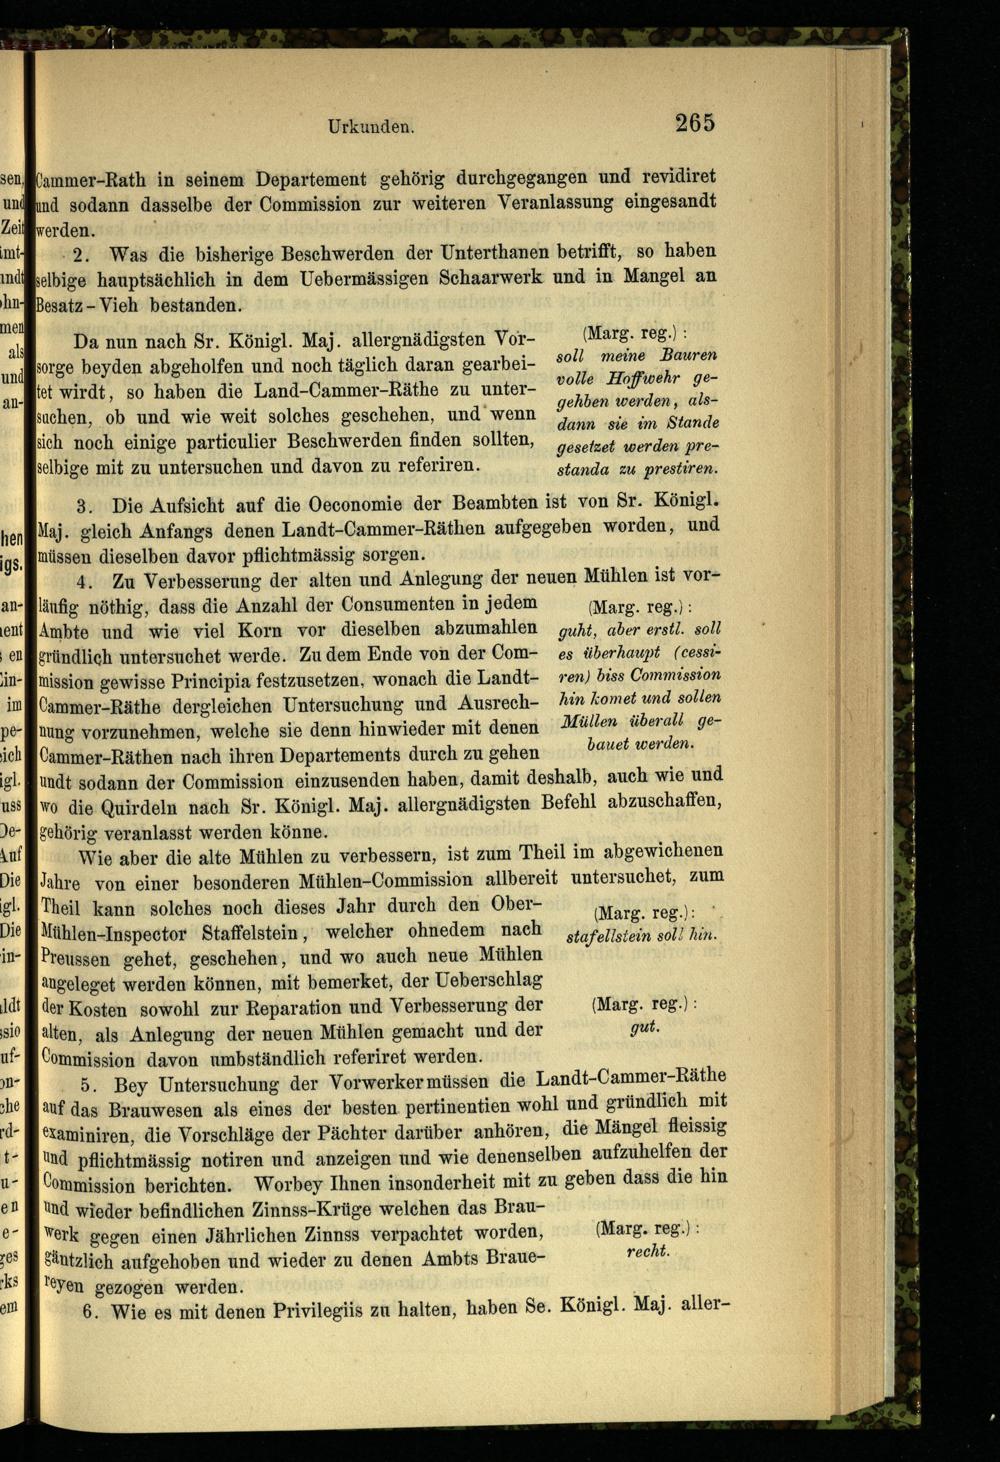 Urkunden. 265
Cammer-Rath in seinem Departement gehörig durchgegangen und revidiret
und sodann dasselbe der Commission zur weiteren Veranlassung eingesandt
werden.
2. Was die bisherige Beschwerden der Unterthanen betrifft, so haben
selbige hauptsächlich in dem Uebermässigen Schaarwerk und in Mangel an
Besatz-Vieh bestanden.
Da nun nach Sr. Königl. Maj. allergnädigsten Vor-
sorge beyden abgeholfen und noch täglich daran gearbei-
tet wirdt, so haben die Land-Cammer-Räthe zu unter-
suchen, ob und wie weit solches geschehen, und wenn
sich noch einige particulier Beschwerden finden sollten,
selbige mit zu untersuchen und davon zu referiren.
(Marg. reg.):
soll meine Bauren
volle Hoffwehr ge-
gehben werden, als-
dann sie im Stande
gesetzet werden pre-
standa zu prestiren.
3. Die Aufsicht auf die Oeconomie der Beambten ist von Sr. Königl.
Maj. gleich Anfangs denen Landt-Cammer-Räthen aufgegeben worden, und
müssen dieselben davor pflichtmässig sorgen.
4. Zu Verbesserung der alten und Anlegung der neuen Mühlen ist vor-
läufig nöthig, dass die Anzahl der Consumenten in jedem
Ambte und wie viel Korn vor dieselben abzumahlen
gründlich untersuchet werde. Zu dem Ende von der Com-
mission gewisse Principia festzusetzen, wonach die Landt-
Cammer-Räthe dergleichen Untersuchung und Ausrech-
nung vorzunehmen, welche sie denn hinwieder mit denen
Cammer-Räthen nach ihren Departements durch zu gehen
(Marg. reg.):
guht, aber erstl. soll
es überhaupt (cessi-
ren) biss Commission
hin komet und sollen
Müllen überall ge-
bauet werden.
undt sodann der Commission einzusenden haben, damit deshalb, auch wie und
wo die Quirdeln nach Sr. Königl. Maj. allergnädigsten Befehl abzuschaffen,
gehörig veranlasst werden könne.
Wie aber die alte Mühlen zu verbessern, ist zum Theil im abgewichenen
Jahre von einer besonderen Mühlen-Commission allbereit untersuchet, zum
Theil kann solches noch dieses Jahr durch den Ober-
Mühlen-Inspector Staffelstein, welcher ohnedem nach
Preussen gehet, geschehen, und wo auch neue Mühlen
angeleget werden können, mit bemerket, der Ueberschlag
der Kosten sowohl zur Reparation und Verbesserung der
alten, als Anlegung der neuen Mühlen gemacht und der
Commission davon umbständlich referiret werden.
(Marg. reg.):
stafellstein soll hin.
(Marg. reg.):
gut.
5. Bey Untersuchung der Vorwerker müssen die Landt-Cammer-Räthe
auf das Brauwesen als eines der besten pertinentien wohl und gründlich mit
examiniren, die Vorschläge der Pächter darüber anhören, die Mängel fleissig
und pflichtmässig notiren und anzeigen und wie denenselben aufzuhelfen der
Commission berichten. Worbey Ihnen insonderheit mit zu geben dass die hin
und wieder befindlichen Zinnss-Krüge welchen das Brau-
werk gegen einen Jährlichen Zinnss verpachtet worden,
gäntzlich aufgehoben und wieder zu denen Ambts Braue-
reyen gezogen werden.
(Marg. reg.):
recht.
6. Wie es mit denen Privilegiis zu halten, haben Se. Königl. Maj. aller-